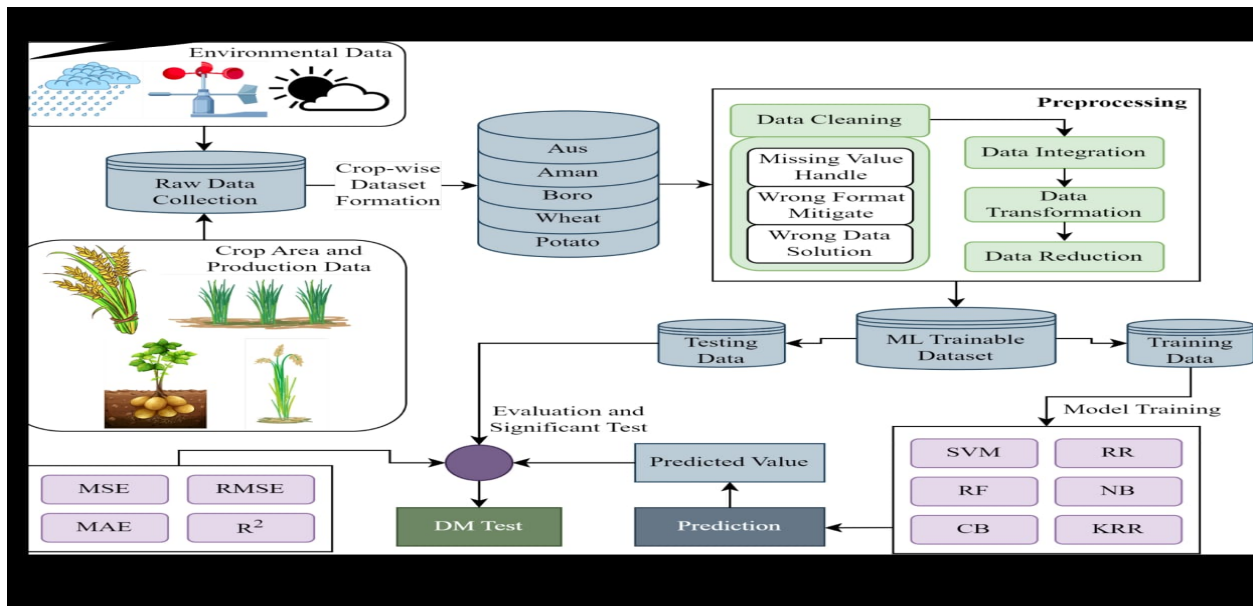 Environmental Data
Raw Data
Collection
Crop Area and
Production Data
Crop-wise
Dataset
Formation
Aus
Aman
Boro
Wheat
Potato
Preprocessing
Data Cleaning
Missing Value
Handle
Wrong Format
Mitigate
Wrong Data
Solution
Data Integration
Data
Transformation
Data Reduction
ML Trainable
Dataset
Testing
Data
Training
Data
Model Training
SVM
RR
RF
NB
CB
KRR
Prediction
Predicted Value
Evaluation and
Significant Test
MSE
RMSE
MAE
R²
DM Test